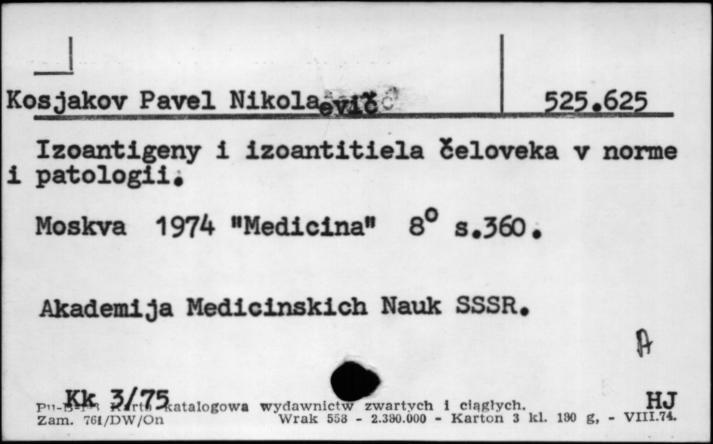 Kosjakov Pavel Nikolaevič 525.625
Izoantigeny i izoantitiela čeloveka v norme
i patologii.
Moskva 1974 "Medicina" 8° s.360.
Akademija Medicinskich Nauk SSSR.
A
Kk 3/75 HJ
Karta katalogowa wydawnictw zwartych i ciągłych.
Zam. 761/DW/On Wrak 558 - 2.380.000 - Karton 3 kl. 180 g, - VIII.74.